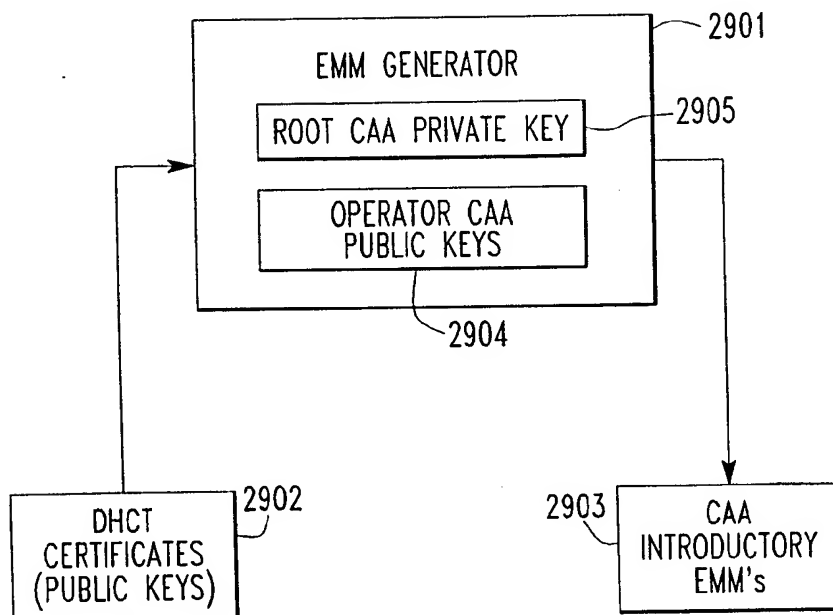 2901
EMM GENERATOR
ROOT CAA PRIVATE KEY
2905
OPERATOR CAA
PUBLIC KEYS
2904
DHCT
CERTIFICATES
(PUBLIC KEYS)
2902
2903
CAA
INTRODUCTORY
EMM's